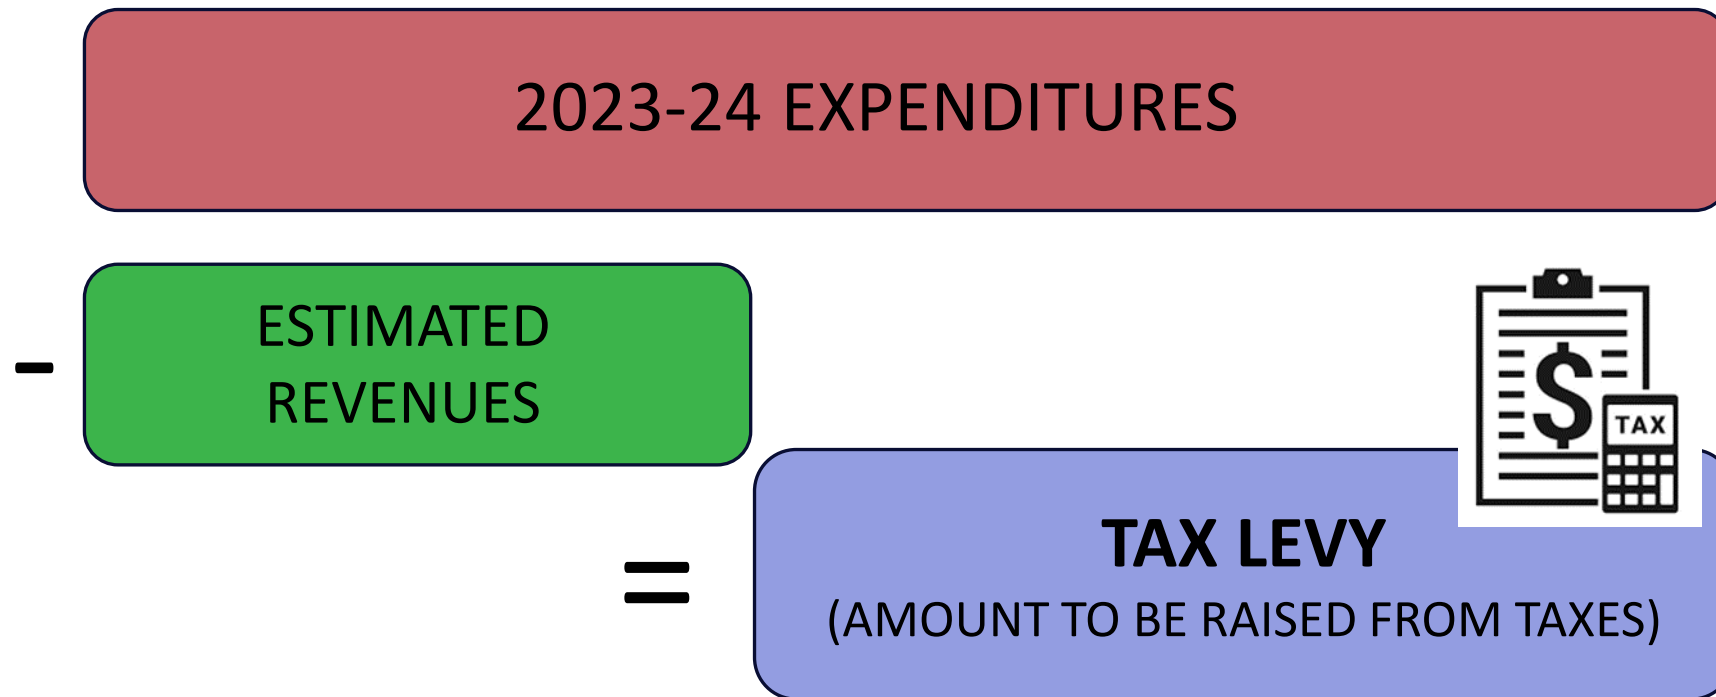 2023-24 EXPENDITURES
-
ESTIMATED
REVENUES
$
TAX
=
TAX LEVY
(AMOUNT TO BE RAISED FROM TAXES)